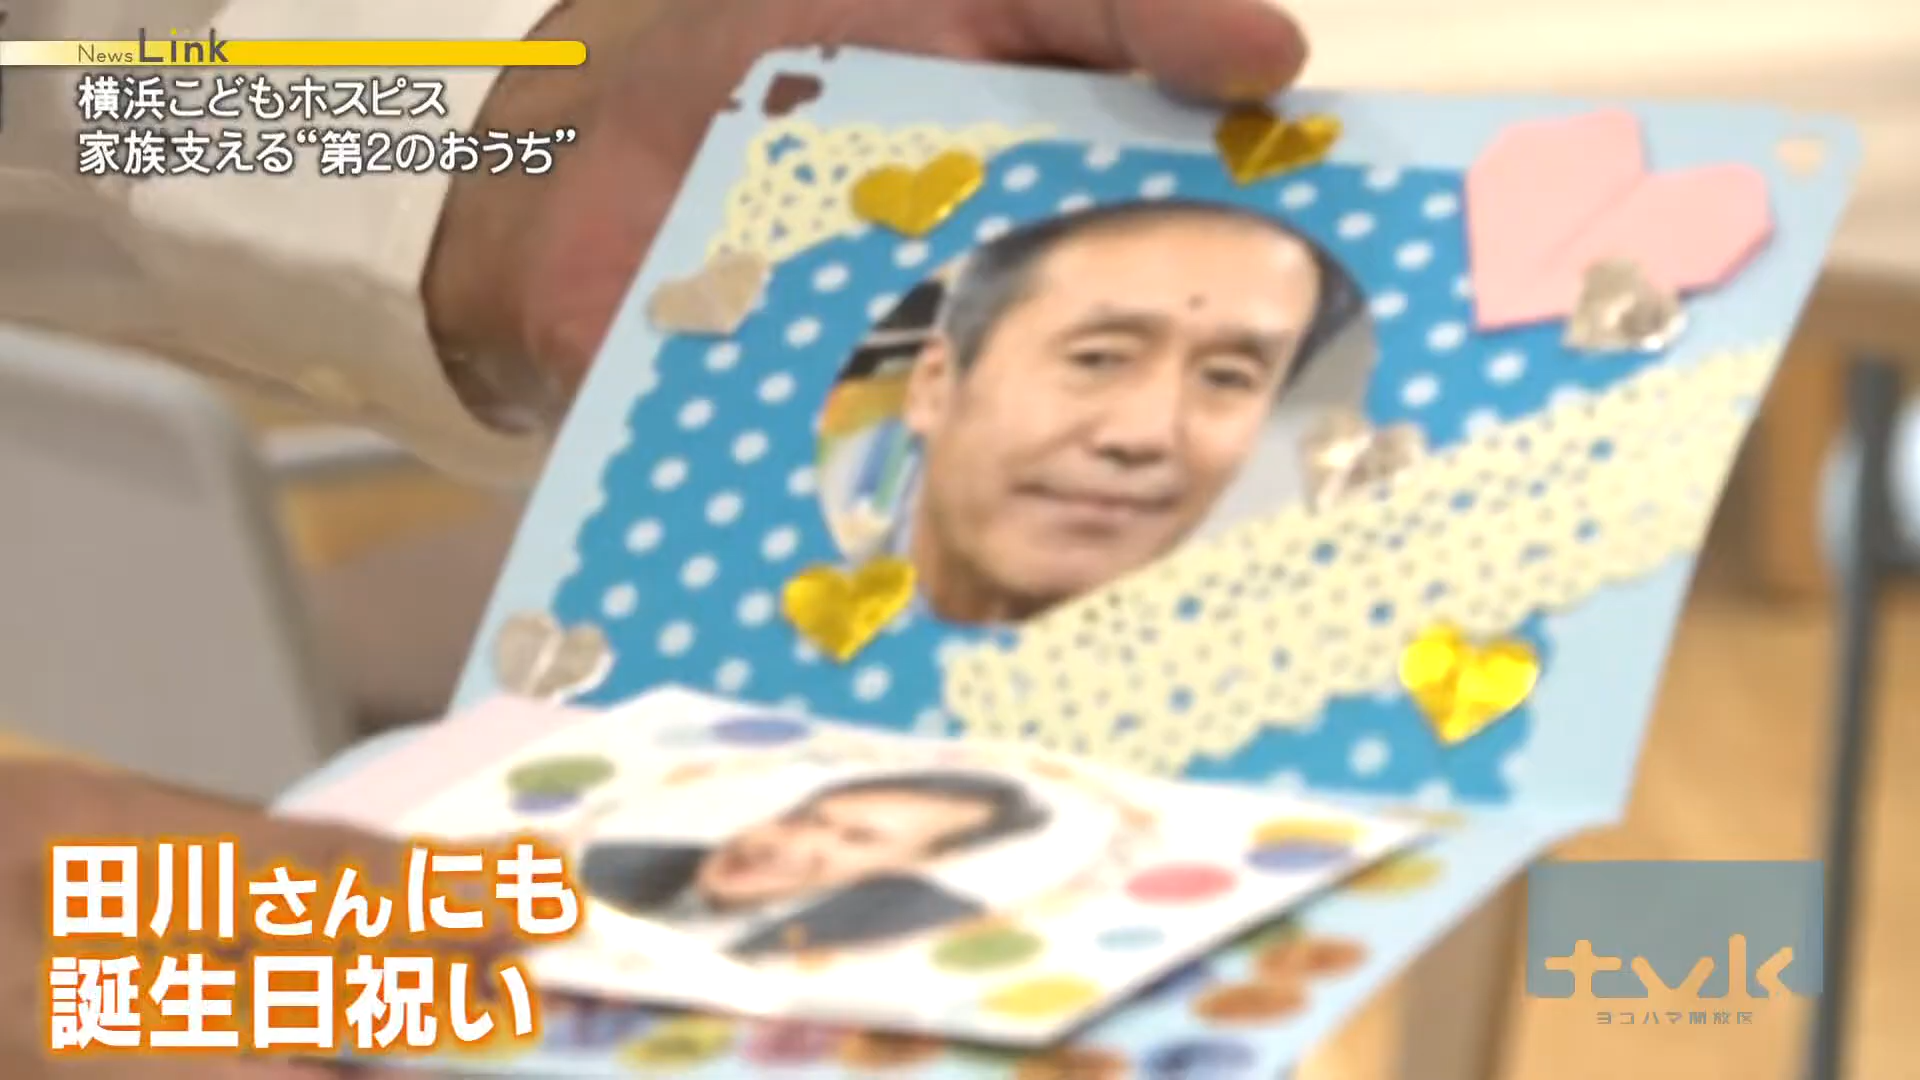 News Link
横浜こどもホスピス
家族支える“第2のおうち”
田川さんにも
誕生日祝い
tvk
ヨコハマ開放区